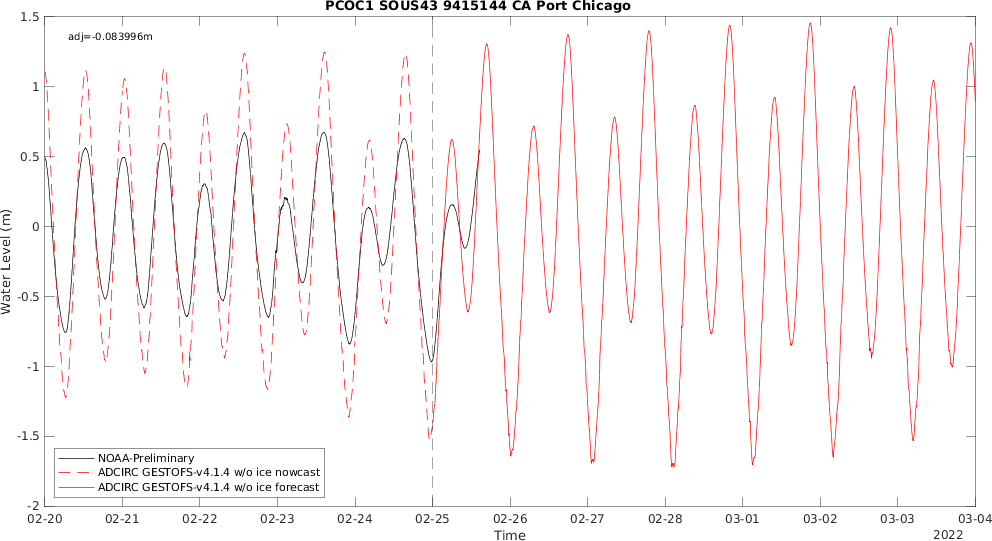 PCOC1 SOUS43 9415144 CA Port Chicago
adj=-0.083996m
1.5
1
0.5
0
-0.5
-1
-1.5
-2
Water Level (m)
NOAA-Preliminary
ADCIRC GESTOFS-v4.1.4 w/o ice nowcast
ADCIRC GESTOFS-v4.1.4 w/o ice forecast
02-20 02-21 02-22 02-23 02-24 02-25 02-26 02-27 02-28 03-01 03-02 03-03 03-04
Time
2022